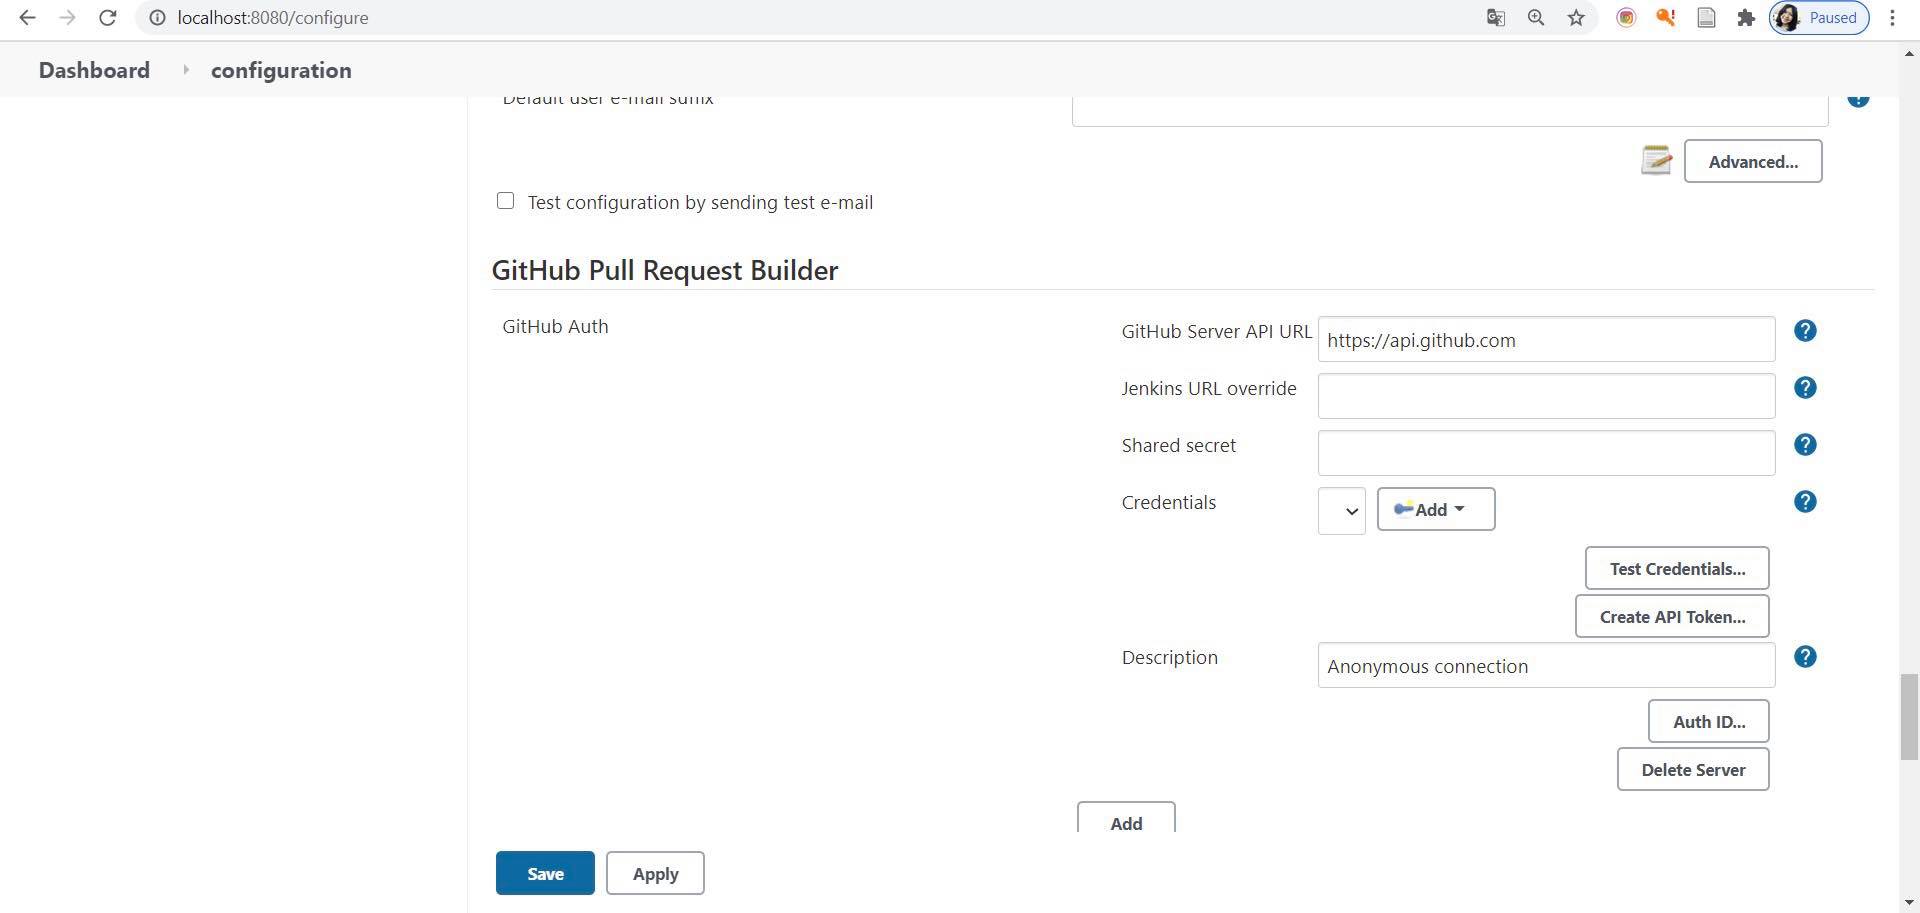 localhost:8080/configure
Paused
Dashboard
configuration
Default user e-mail suffix
Advanced...
Test configuration by sending test e-mail
GitHub Pull Request Builder
GitHub Auth
GitHub Server API URL
https://api.github.com
?
Jenkins URL override
?
Shared secret
?
Credentials
Add
?
Test Credentials...
Create API Token...
Description
Anonymous connection
?
Auth ID...
Delete Server
Add
Save
Apply